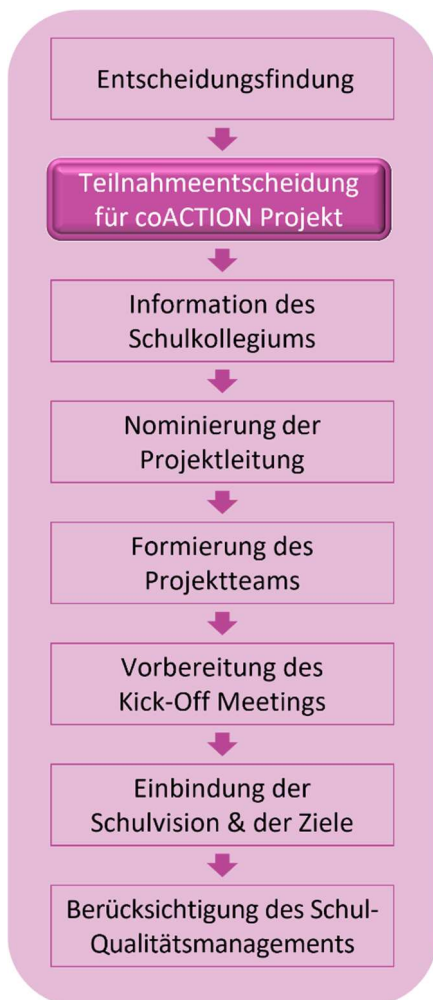 Entscheidungsfindung
Teilnahmeentscheidung
für coACTION Projekt
Information des
Schulkollegiums
Nominierung der
Projektleitung
Formierung des
Projektteams
Vorbereitung des
Kick-Off Meetings
Einbindung der
Schulvision & der Ziele
Berücksichtigung des Schul-
Qualitätsmanagements